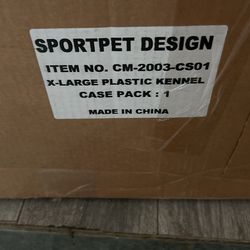 SPORTPET DESIGN
ITEM NO. CM-2003-CS01
X-LARGE PLASTIC KENNEL
CASE PACK : 1
MADE IN CHINA